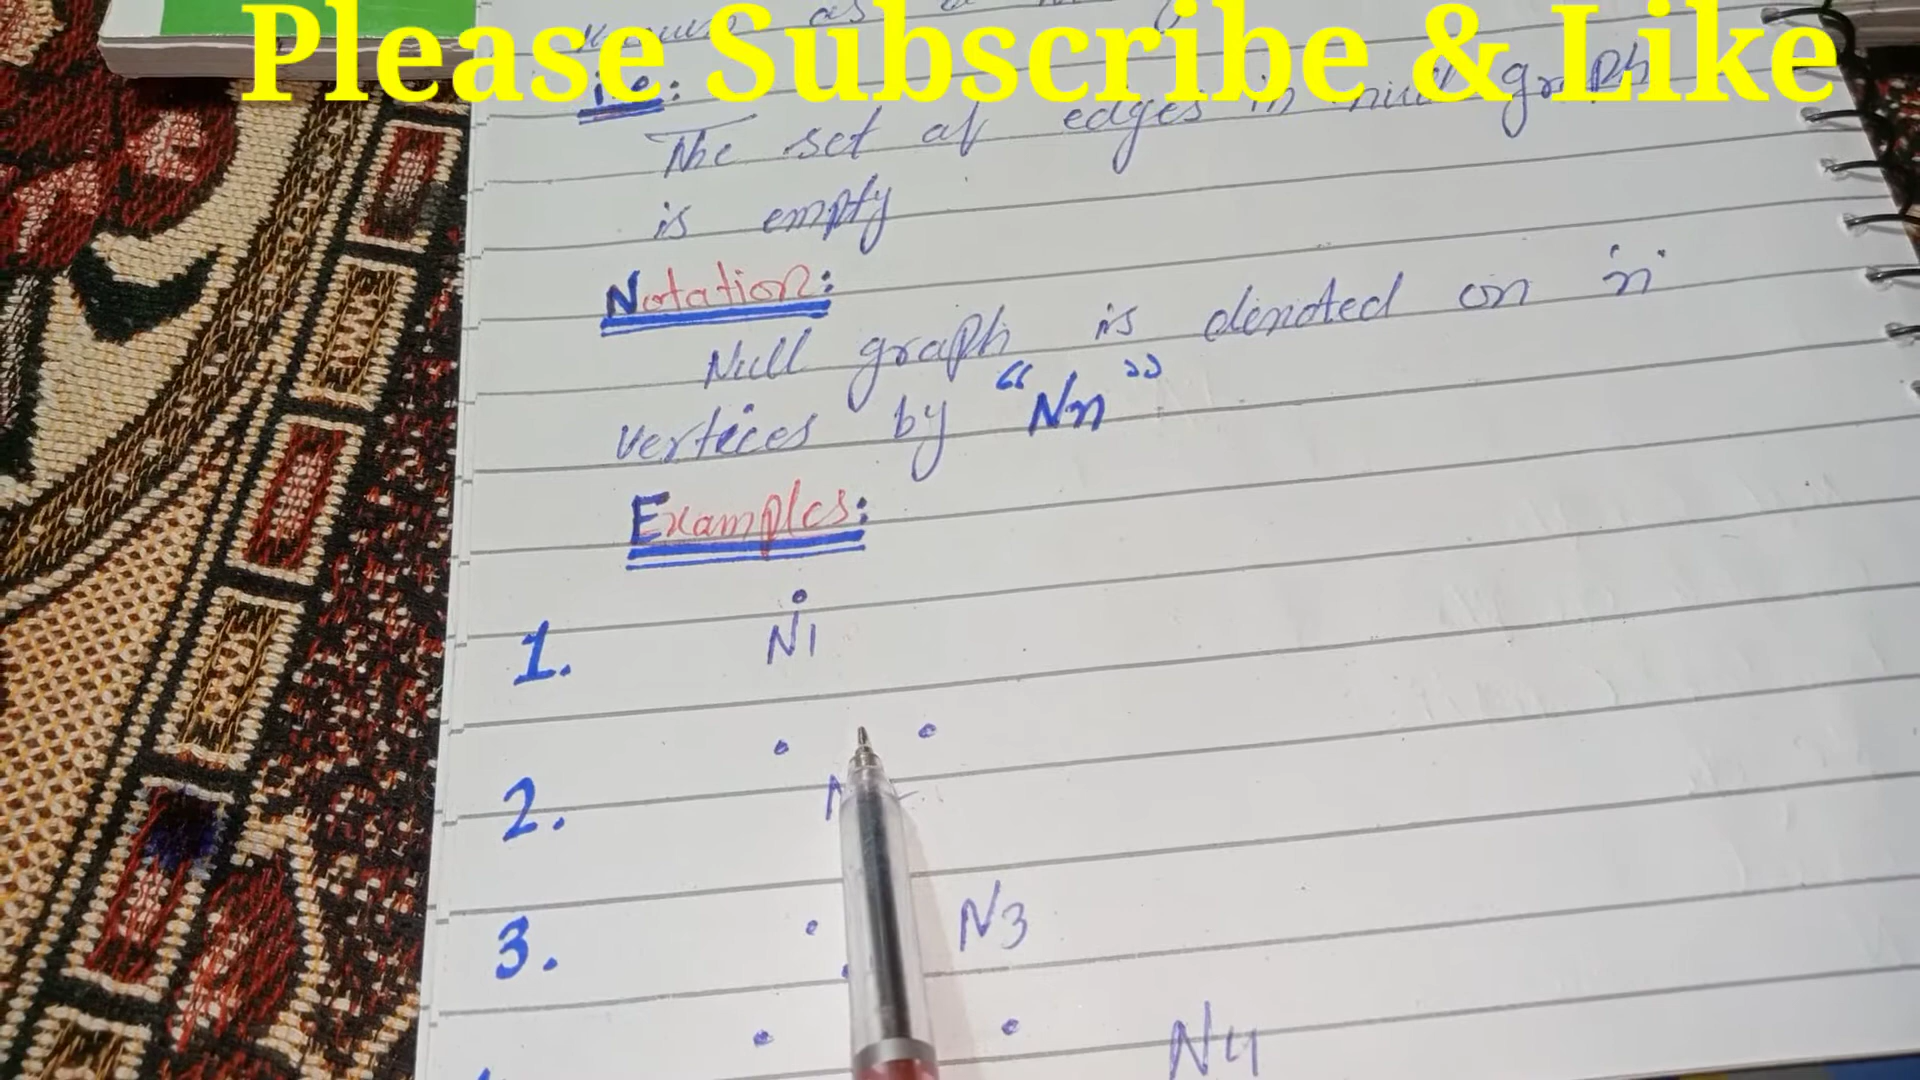 Please Subscribe & Like
as a
i.e:
The set of edges in null graph
is empty
Notation:
Null graph is denoted on 'n'
vertices by "Nn"
Examples:
1. N1
2.
3. N3
N4